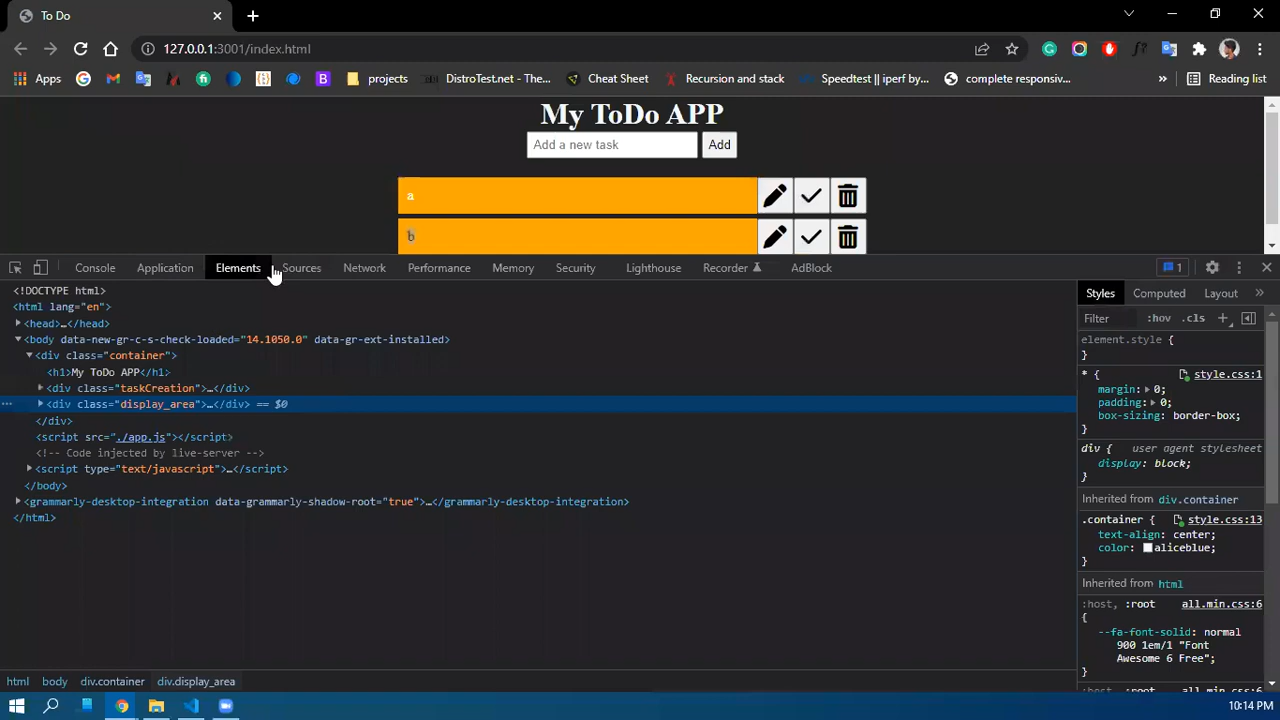 To Do
127.0.0.1:3001/index.html
Apps
projects
DistroTest.net - The...
Cheat Sheet
Recursion and stack
Speedtest || iperf by...
complete responsiv...
»
Reading list
My ToDo APP
Add a new task
Add
a
b
Console
Application
Elements
Sources
Network
Performance
Memory
Security
Lighthouse
Recorder
AdBlock
1
<!DOCTYPE html>
<html lang="en">
<head>…</head>
<body data-new-gr-c-s-check-loaded="14.1050.0" data-gr-ext-installed>
<div class="container">
<h1>My ToDo APP</h1>
<div class="taskCreation">…</div>
<div class="display_area">…</div> == $0
</div>
<script src="./app.js"></script>
<!-- Code injected by live-server -->
<script type="text/javascript">…</script>
</body>
<grammarly-desktop-integration data-grammarly-shadow-root="true">…</grammarly-desktop-integration>
</html>
Styles
Computed
Layout
Filter
:hov
.cls
element.style {
}
* {
style.css:1
margin: 0;
padding: 0;
box-sizing: border-box;
}
div {
user agent stylesheet
display: block;
}
Inherited from div.container
.container {
style.css:13
text-align: center;
color: aliceblue;
}
Inherited from html
:host, :root
all.min.css:6
{
--fa-font-solid: normal
900 1em/1 "Font
Awesome 6 Free";
}
:host, :root
all.min.css:6
html
body
div.container
div.display_area
10:14 PM